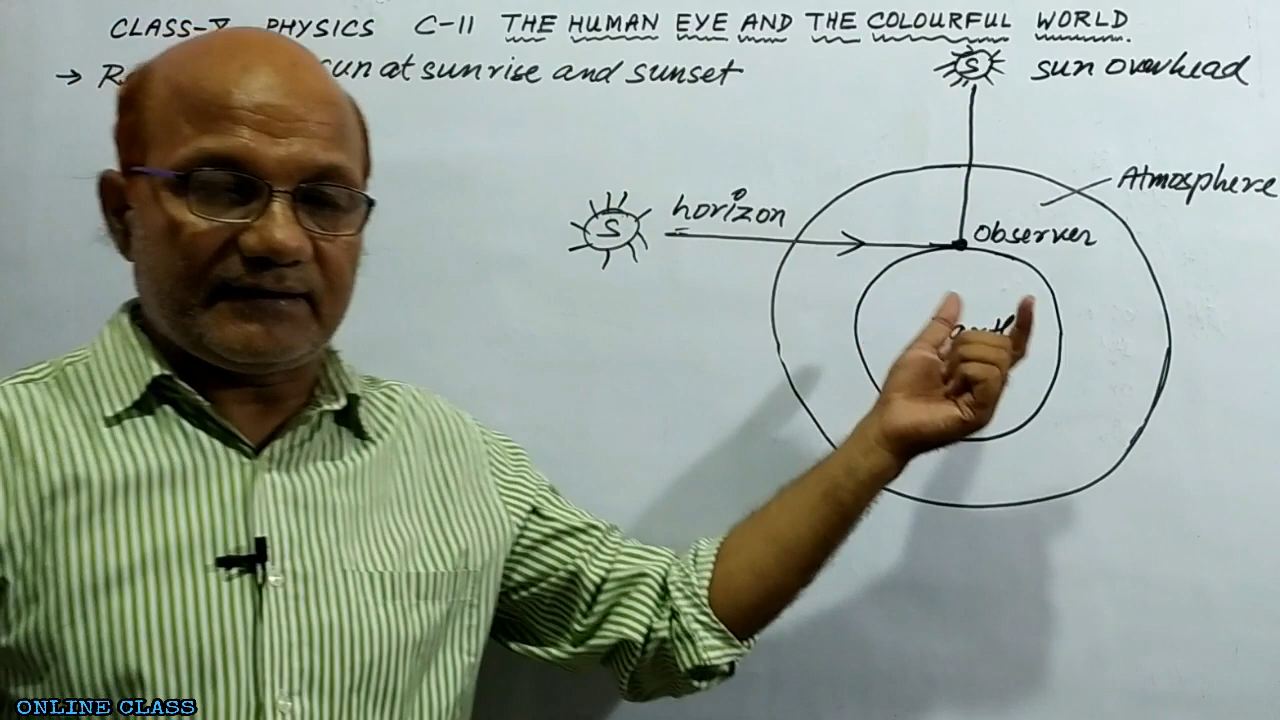 CLASS-X PHYSICS C-11 THE HUMAN EYE AND THE COLOURFUL WORLD.
→ sun at sunrise and sunset
S sun overhead
Atmosphere
S horizon
Observer
ONLINE CLASS